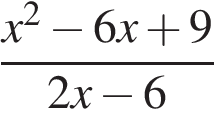 x² − 6x + 9
2x − 6